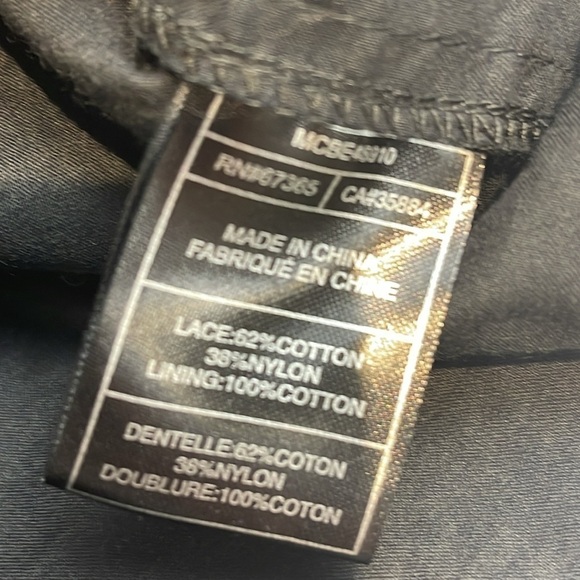 RN#67365 / CA#35884
MADE IN CHINA
FABRIQUÉ EN CHINE
LACE:62%COTTON
38%NYLON
LINING:100%COTTON
DENTELLE:62%COTON
38%NYLON
DOUBLURE:100%COTON